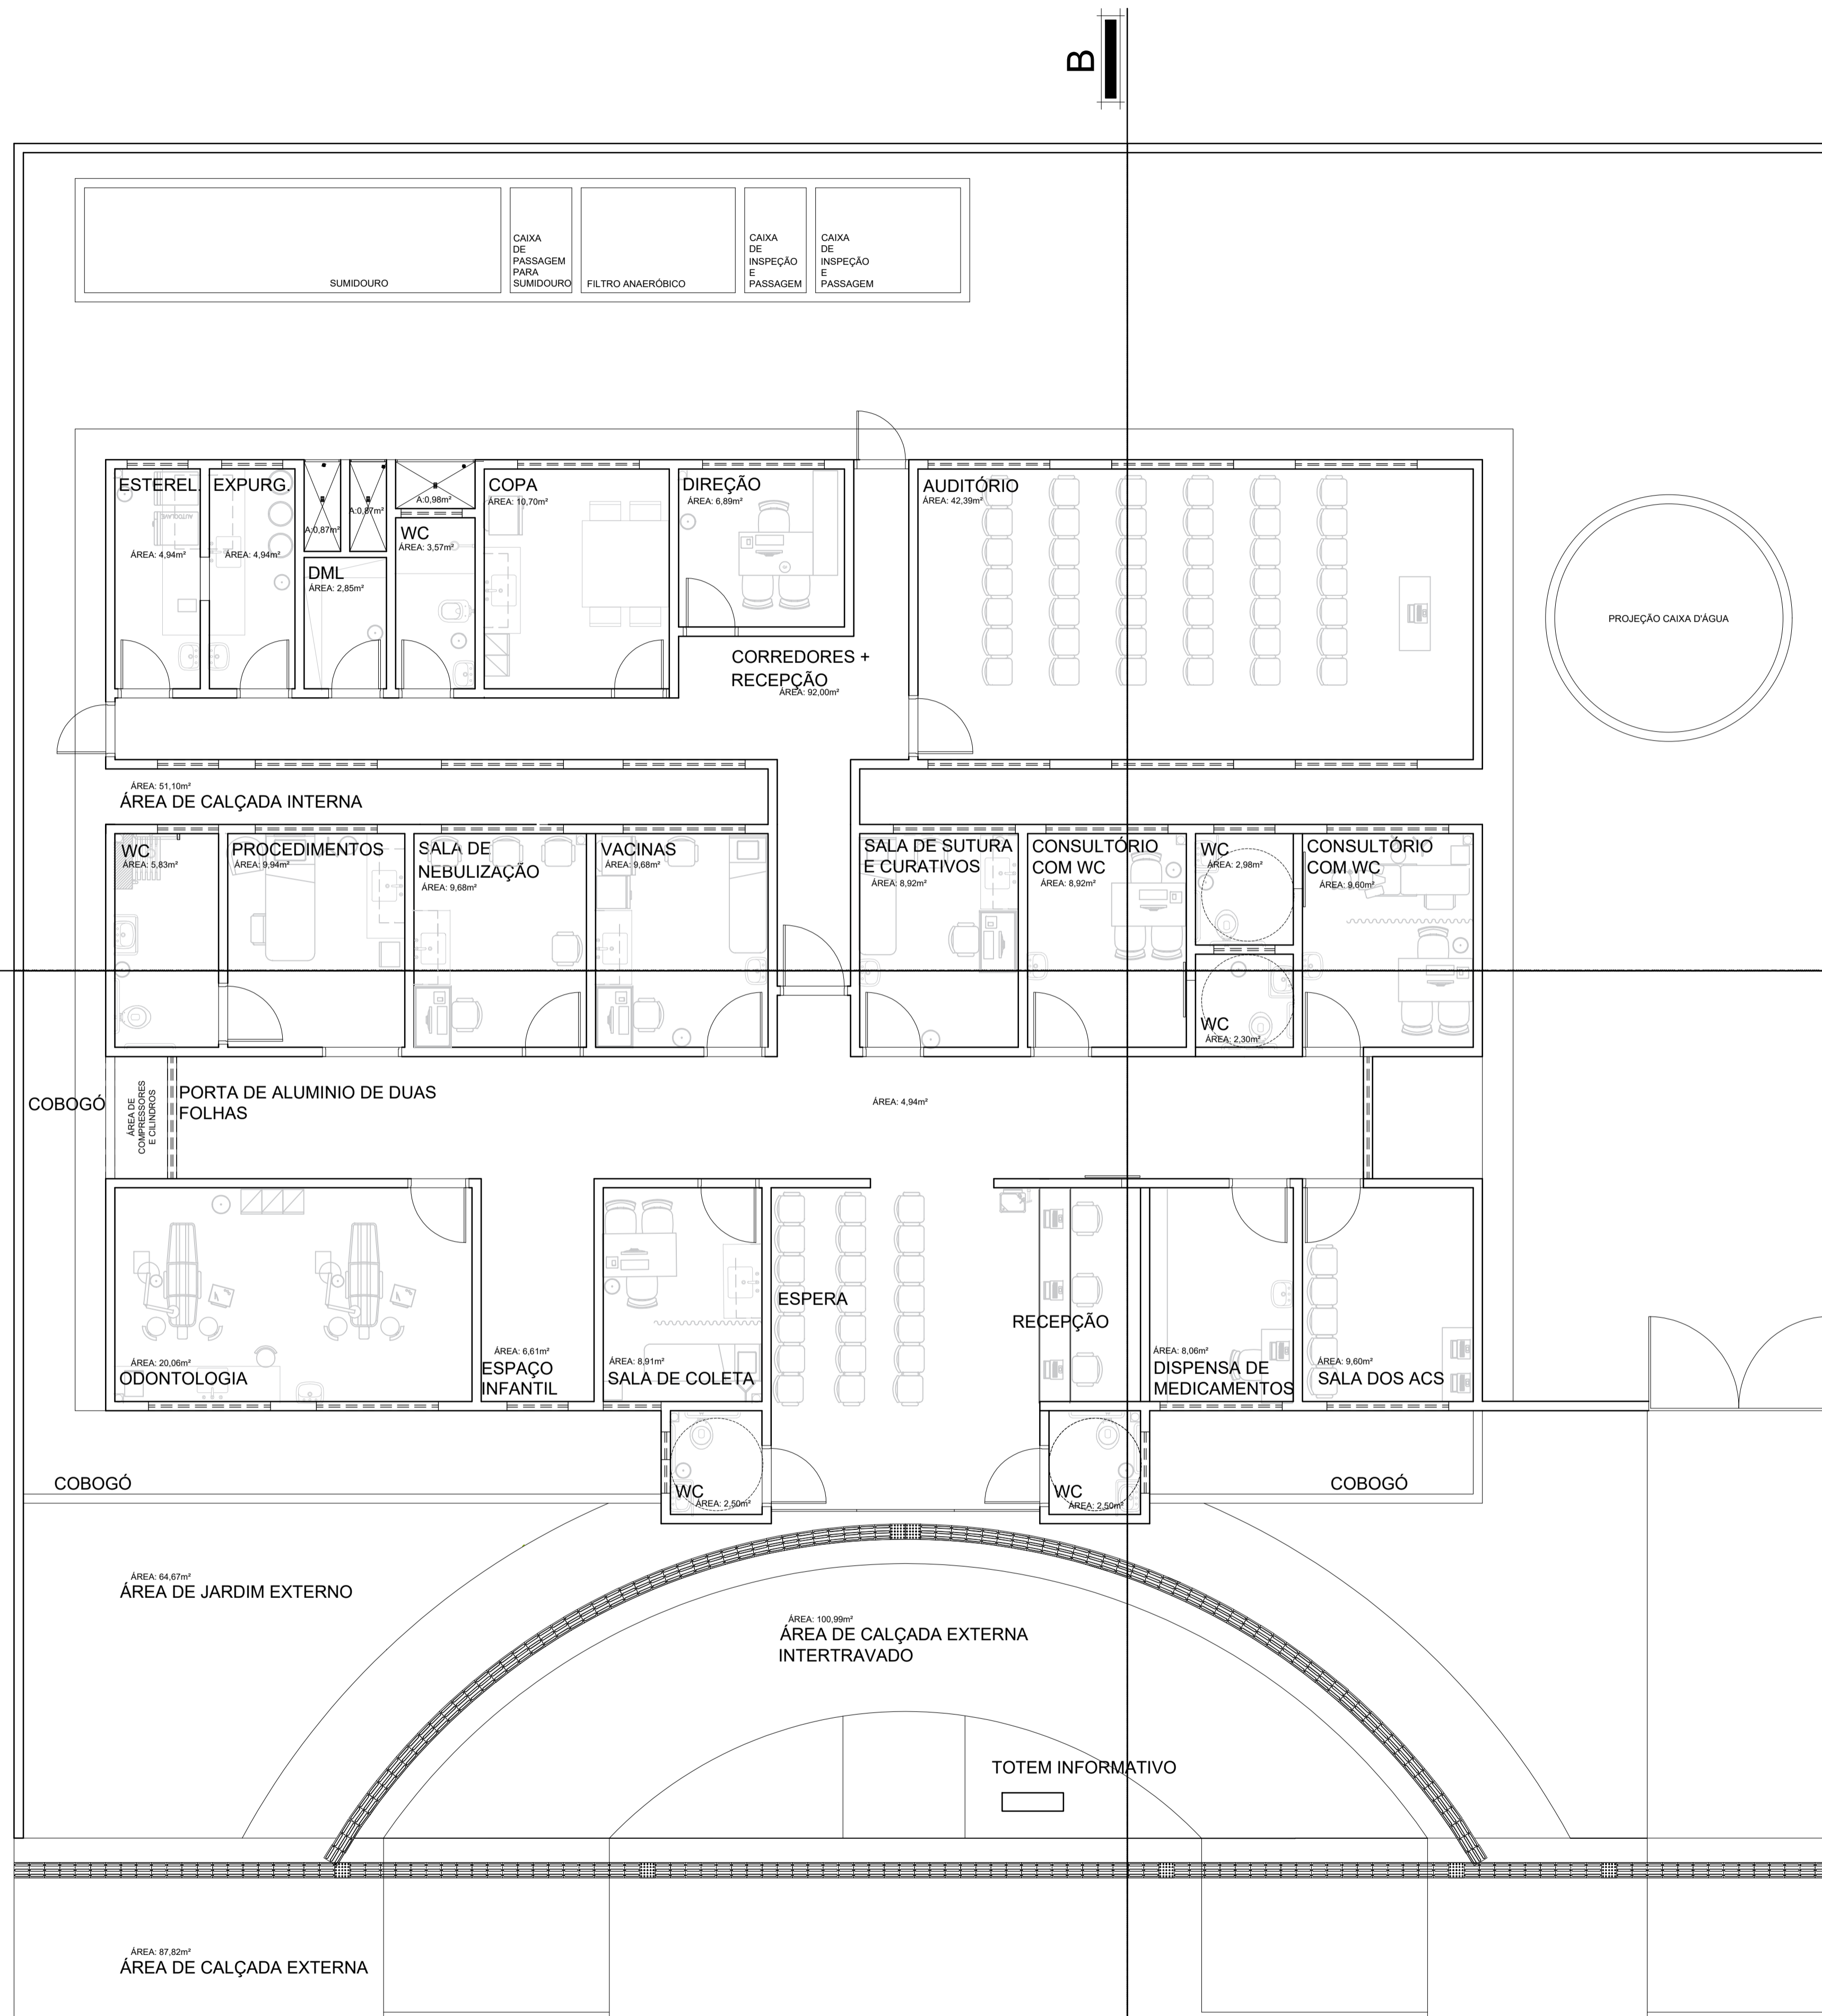 B
CAIXA
DE
PASSAGEM
PARA
SUMIDOURO
CAIXA
DE
INSPEÇÃO
E
PASSAGEM
CAIXA
DE
INSPEÇÃO
E
PASSAGEM
SUMIDOURO
FILTRO ANAERÓBICO
ESTEREL.
ÁREA: 4,94m²
AUTOCLAVE
EXPURG.
ÁREA: 4,94m²
A:0,87m²
A:0,87m²
A:0,98m²
DML
ÁREA: 2,85m²
WC
ÁREA: 3,57m²
COPA
ÁREA: 10,70m²
DIREÇÃO
ÁREA: 6,89m²
AUDITÓRIO
ÁREA: 42,39m²
PROJEÇÃO CAIXA D'ÁGUA
CORREDORES +
RECEPÇÃO
ÁREA: 92,00m²
ÁREA: 51,10m²
ÁREA DE CALÇADA INTERNA
WC
ÁREA: 5,83m²
PROCEDIMENTOS
ÁREA: 9,94m²
SALA DE
NEBULIZAÇÃO
ÁREA: 9,68m²
VACINAS
ÁREA: 9,68m²
SALA DE SUTURA
E CURATIVOS
ÁREA: 8,92m²
CONSULTÓRIO
COM WC
ÁREA: 8,92m²
WC
ÁREA: 2,98m²
CONSULTÓRIO
COM WC
ÁREA: 9,60m²
WC
ÁREA: 2,30m²
COBOGÓ
ÁREA DE
COMPRESSORES
E CILINDROS
PORTA DE ALUMINIO DE DUAS
FOLHAS
ÁREA: 4,94m²
ÁREA: 20,06m²
ODONTOLOGIA
ÁREA: 6,61m²
ESPAÇO
INFANTIL
ÁREA: 8,91m²
SALA DE COLETA
ESPERA
RECEPÇÃO
ÁREA: 8,06m²
DISPENSA DE
MEDICAMENTOS
ÁREA: 9,60m²
SALA DOS ACS
COBOGÓ
WC
ÁREA: 2,50m²
WC
ÁREA: 2,50m²
COBOGÓ
ÁREA: 64,67m²
ÁREA DE JARDIM EXTERNO
ÁREA: 100,99m²
ÁREA DE CALÇADA EXTERNA
INTERTRAVADO
TOTEM INFORMATIVO
ÁREA: 87,82m²
ÁREA DE CALÇADA EXTERNA